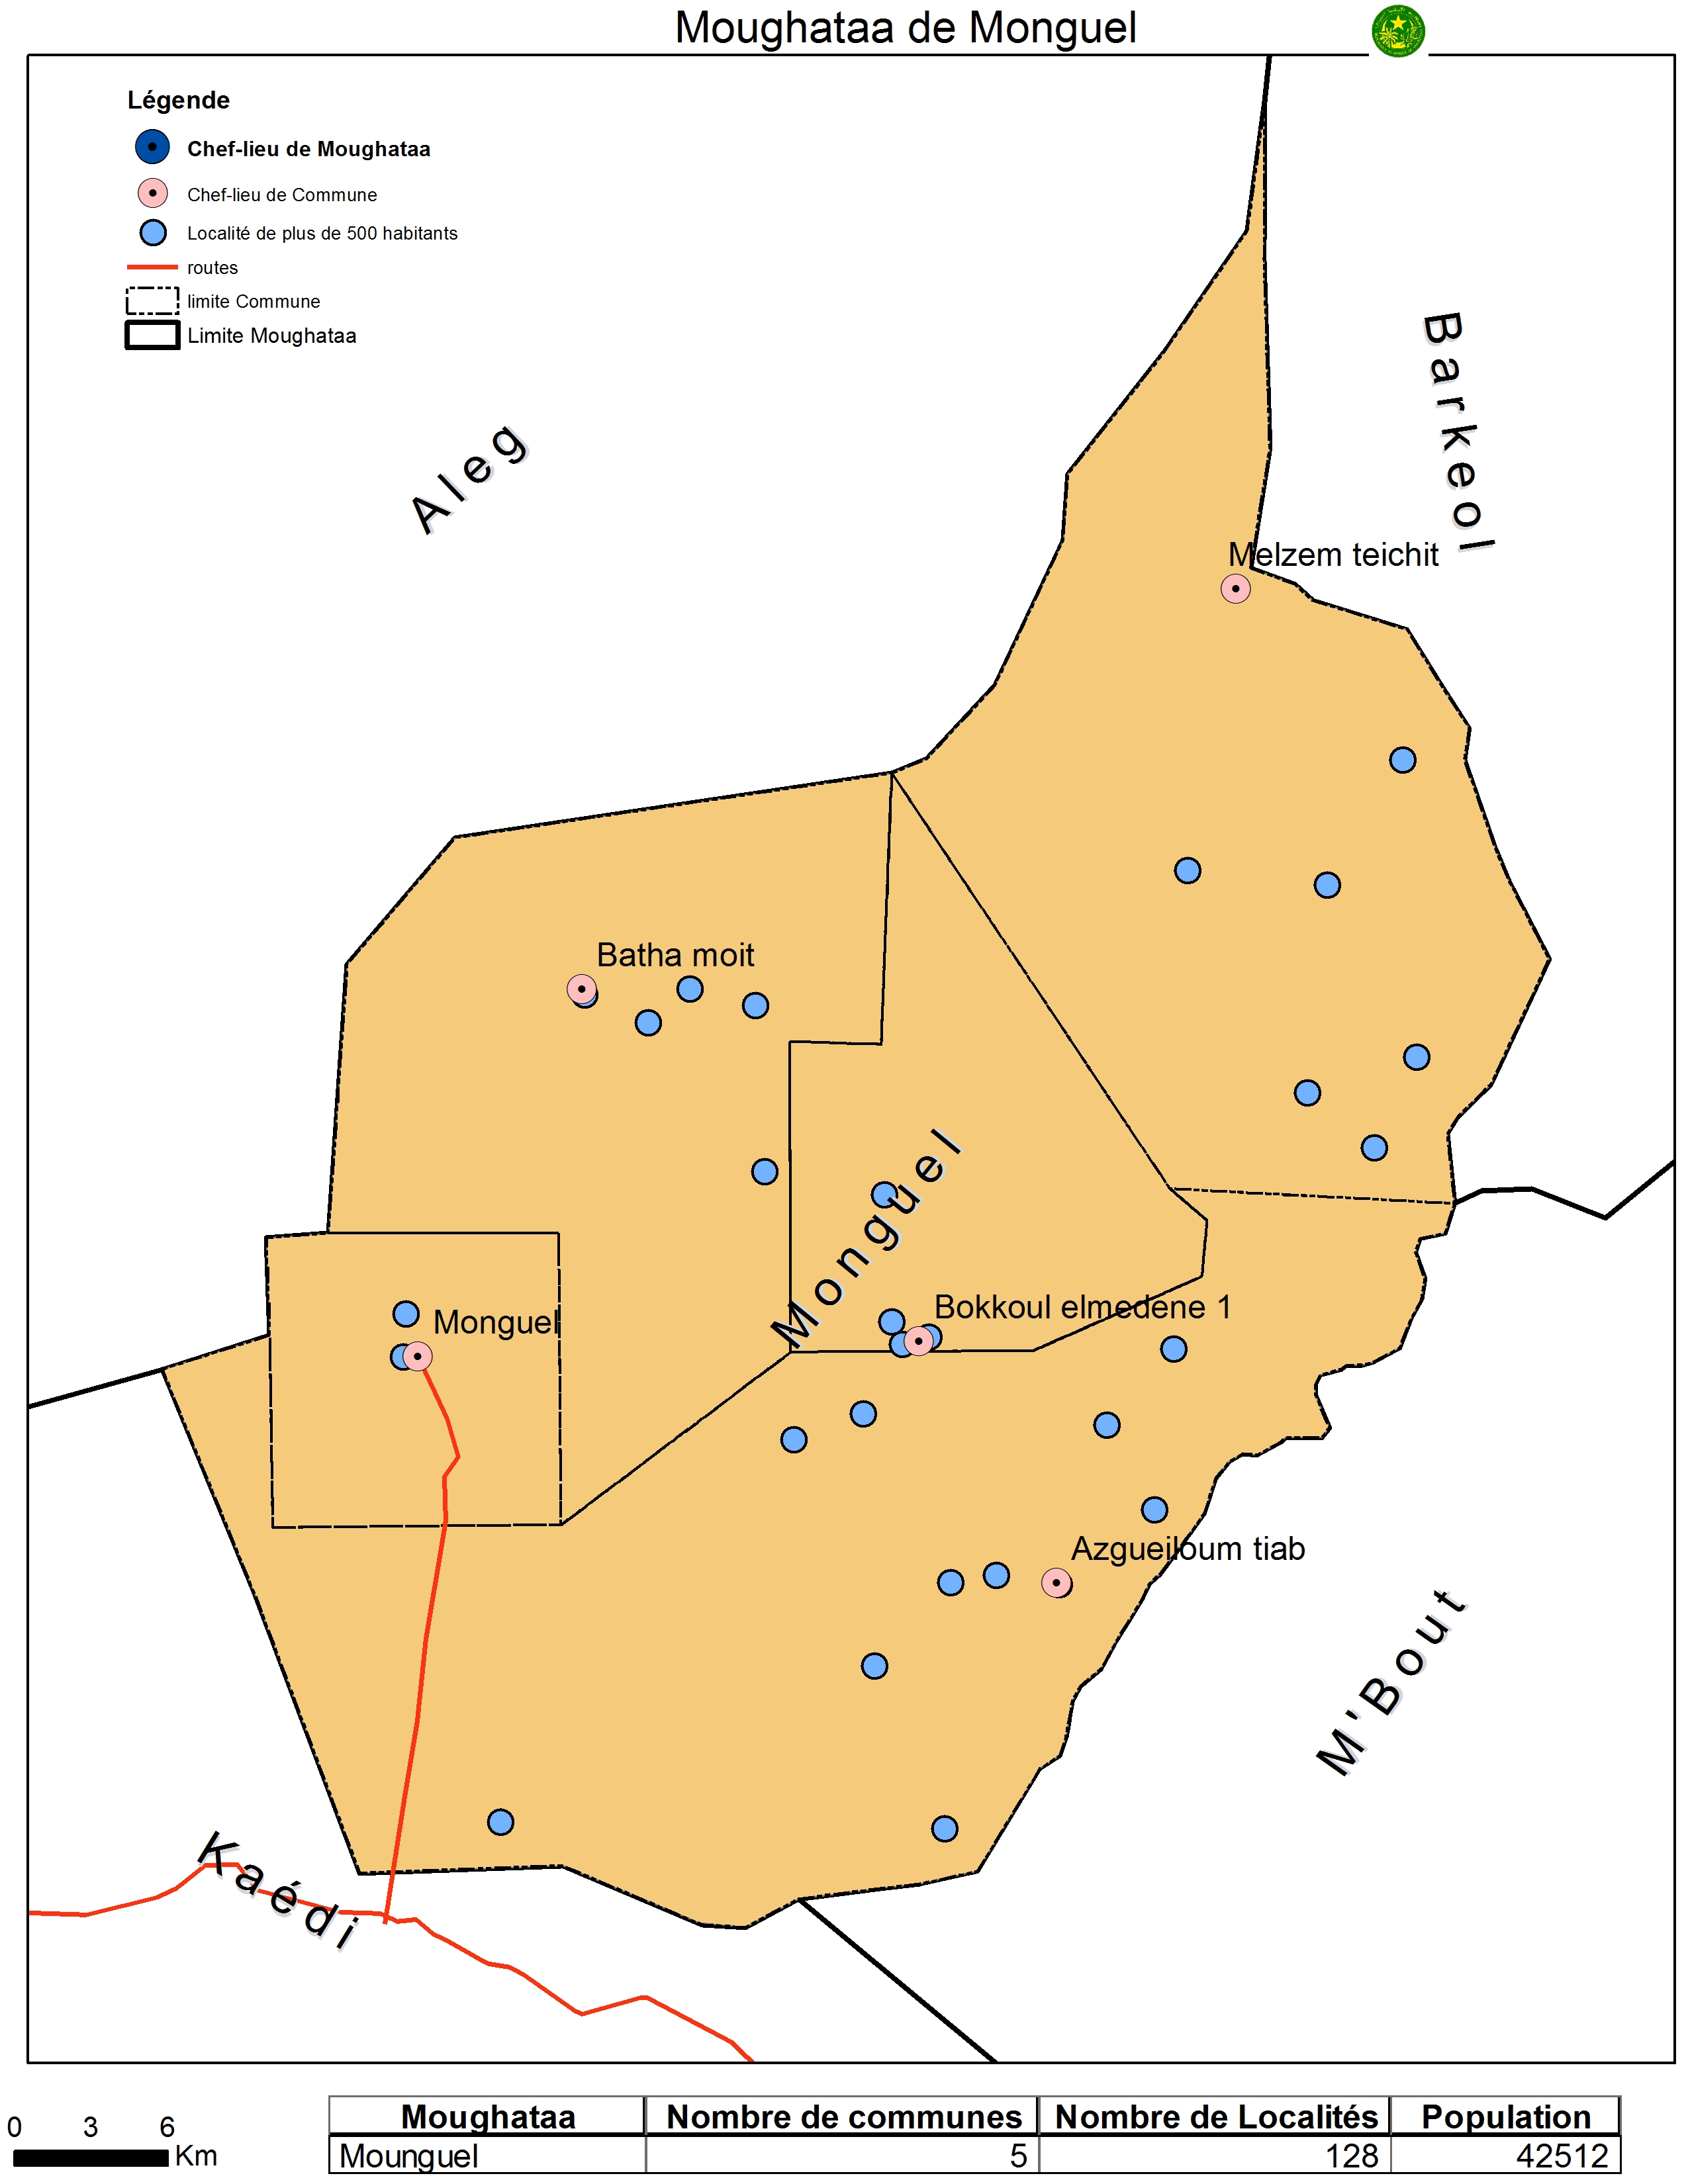 Moughataa de Monguel
Légende
Chef-lieu de Moughataa
Chef-lieu de Commune
Localité de plus de 500 habitants
routes
limite Commune
Limite Moughataa
Barkeol
Aleg
Melzem teichit
Batha moit
Monguel
Bokkoul elmedene 1
Monguel
Azgueiloum tiab
M'Bout
Kaédi
0 3 6
Km
Moughataa Nombre de communes Nombre de Localités Population
Mounguel 5 128 42512